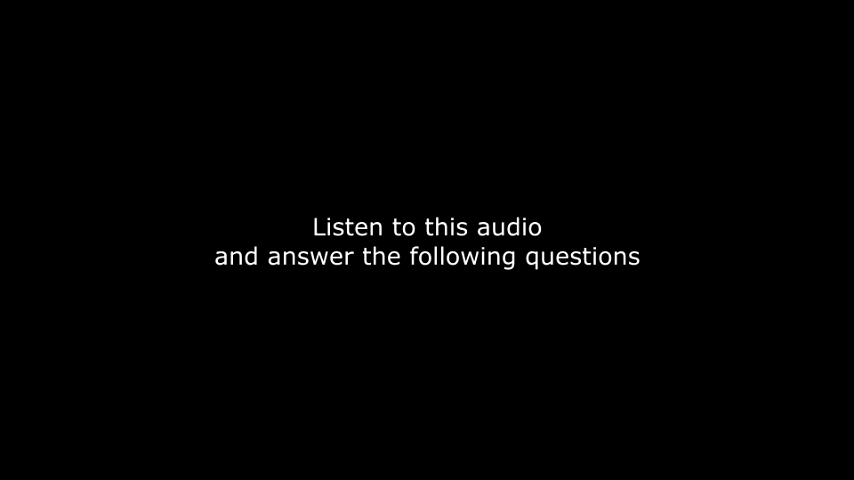 Listen to this audio
and answer the following questions